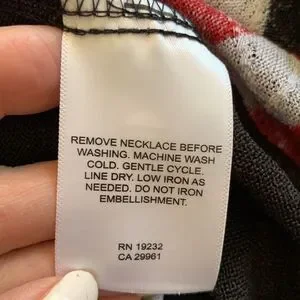 REMOVE NECKLACE BEFORE
WASHING. MACHINE WASH
COLD. GENTLE CYCLE.
LINE DRY. LOW IRON AS
NEEDED. DO NOT IRON
EMBELLISHMENT.
RN 19232
CA 29961